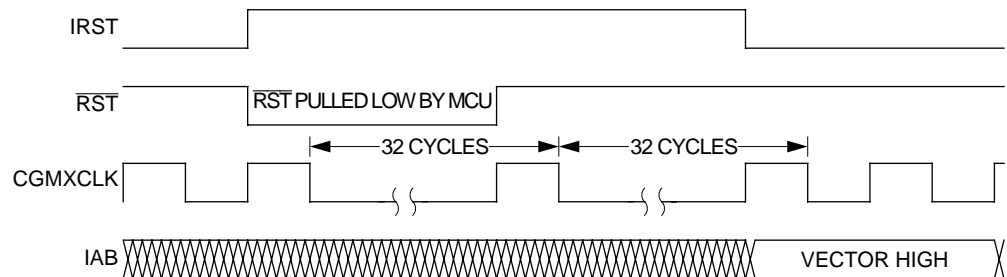 IRST
RST
RST PULLED LOW BY MCU
32 CYCLES
32 CYCLES
CGMXCLK
IAB
VECTOR HIGH